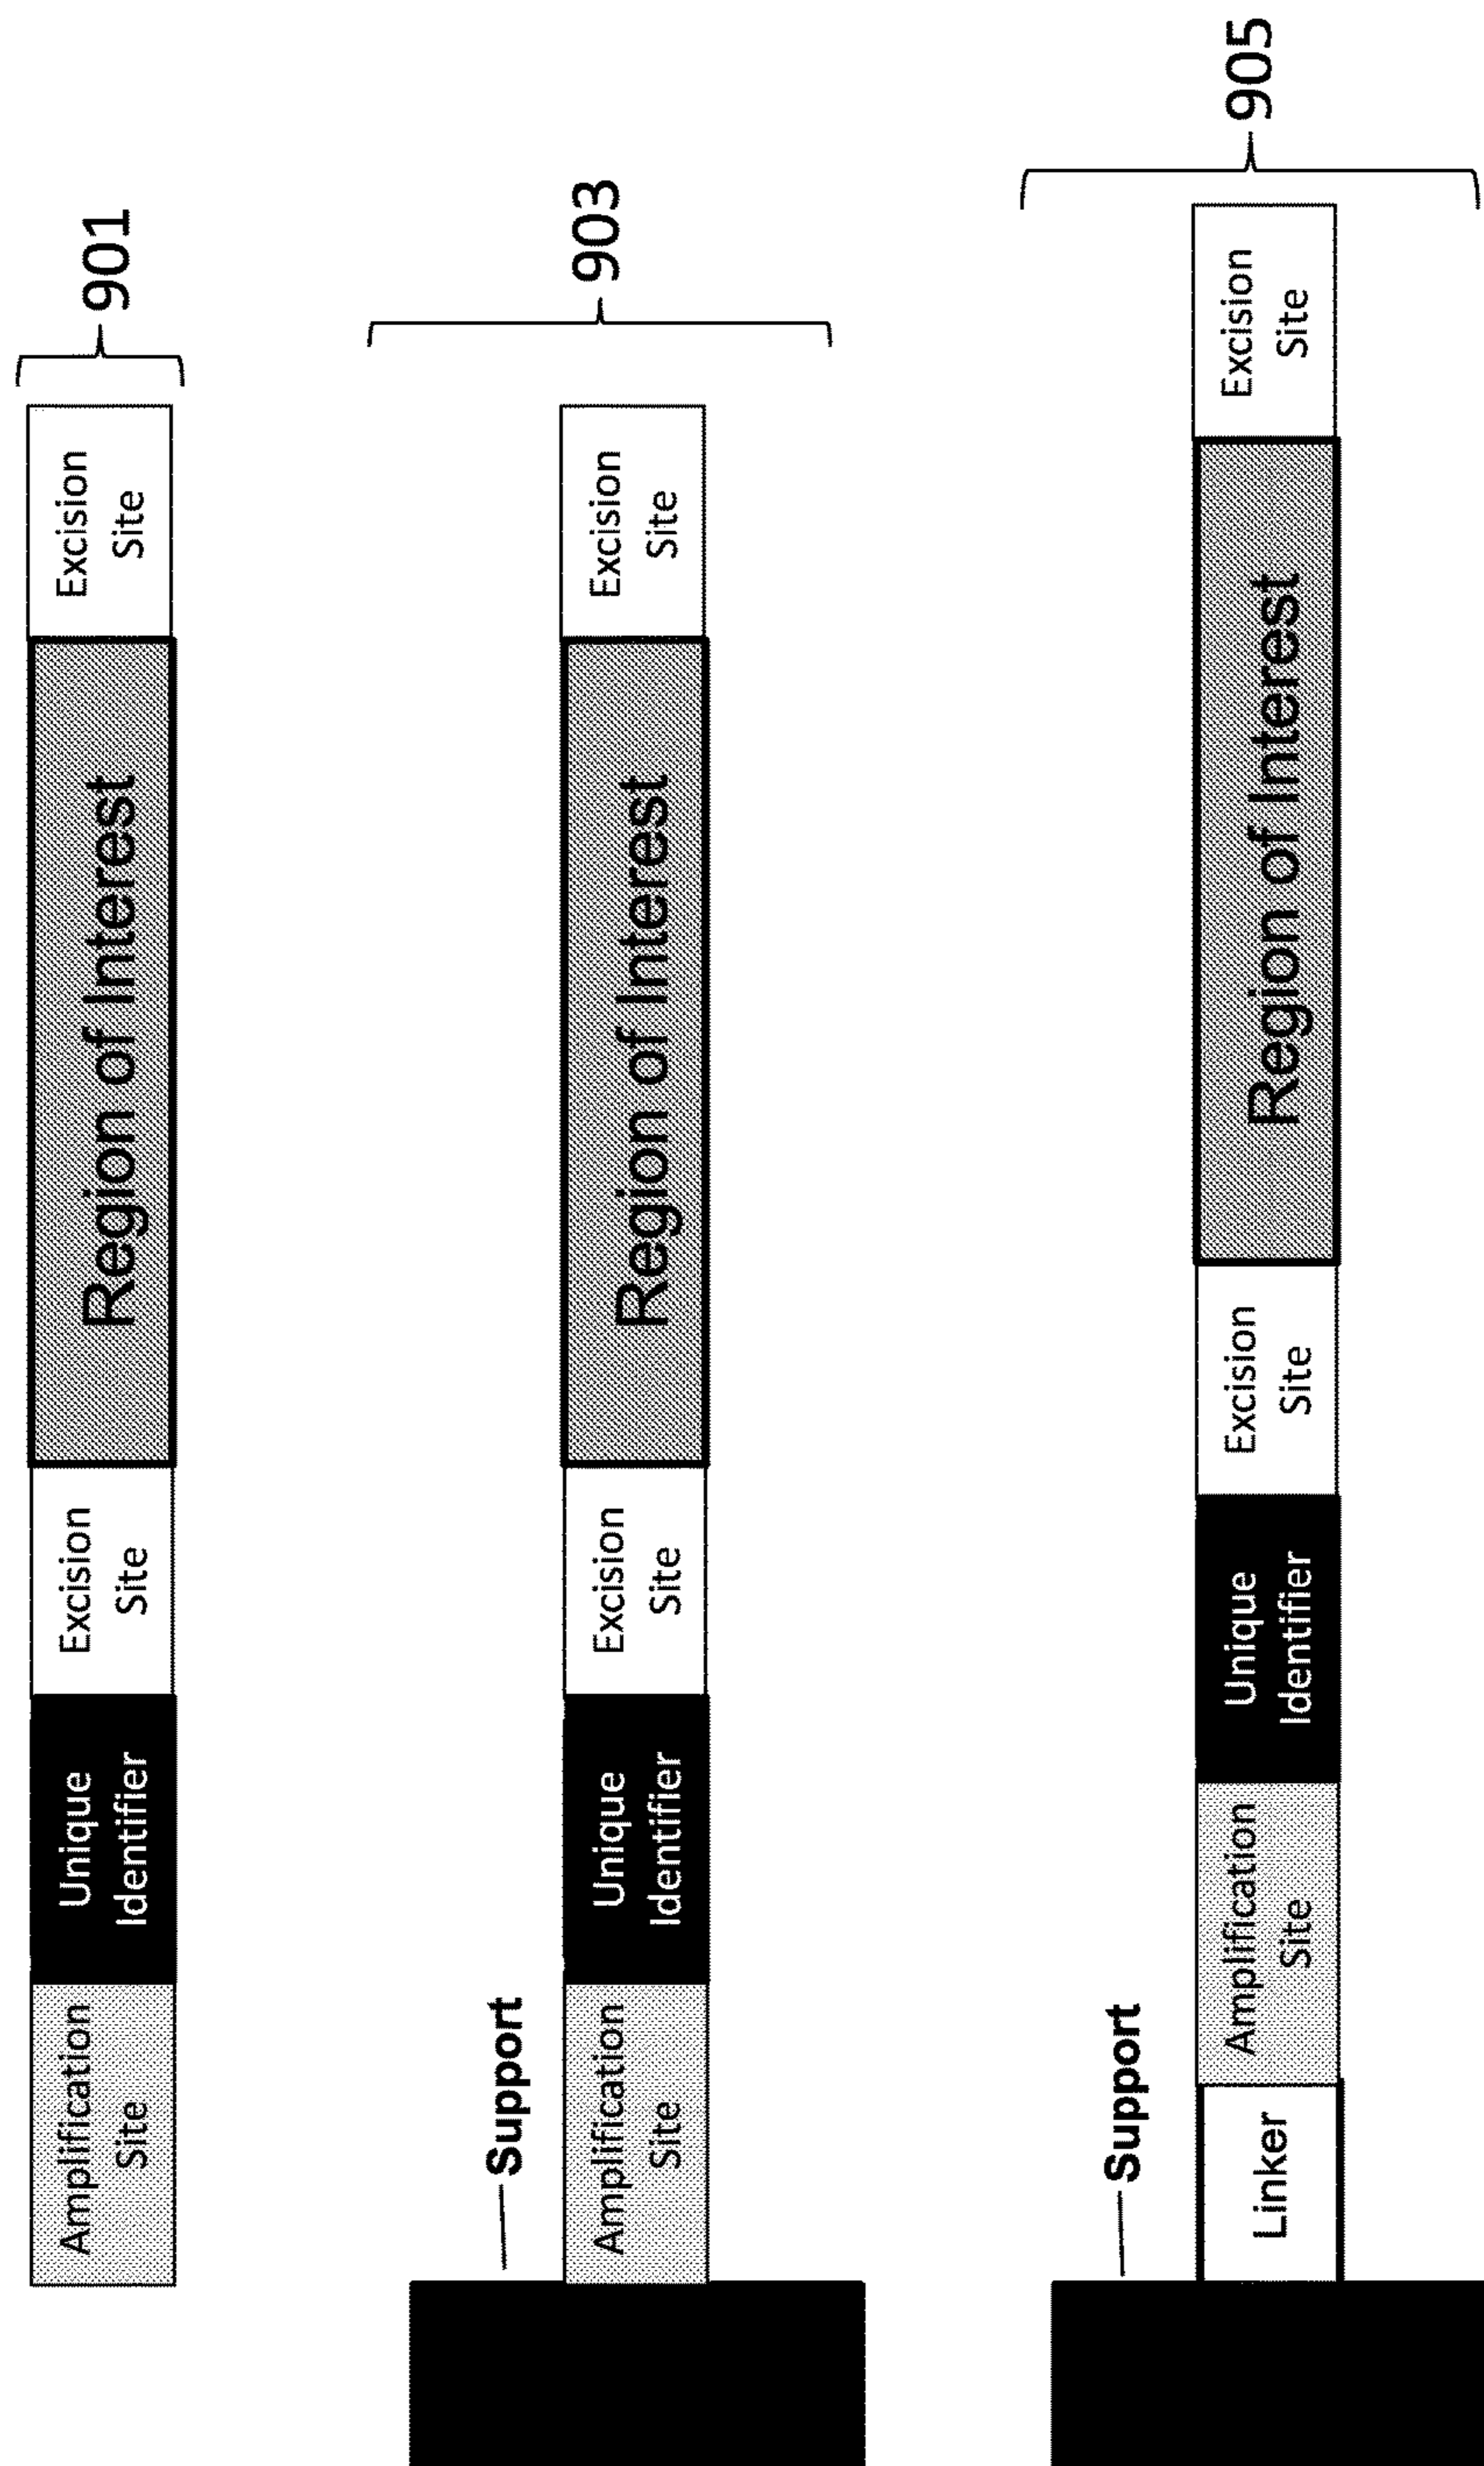 Amplification
Site
Unique
Identifier
Excision
Site
Region of Interest
Excision
Site
901
Support
Amplification
Site
Unique
Identifier
Excision
Site
Region of Interest
Excision
Site
903
Support
Linker
Amplification
Site
Unique
Identifier
Excision
Site
Region of Interest
Excision
Site
905